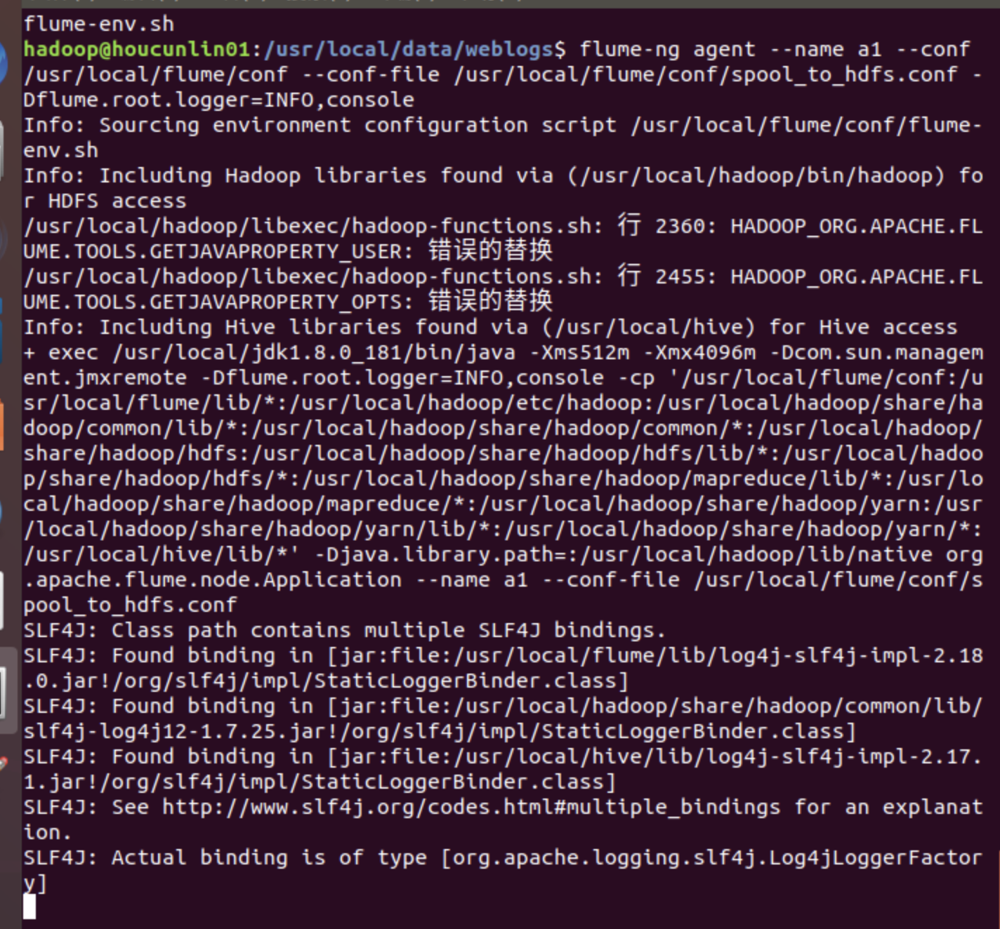 flume-env.sh
hadoop@houcunlin01:/usr/local/data/weblogs$ flume-ng agent --name a1 --conf
/usr/local/flume/conf --conf-file /usr/local/flume/conf/spool_to_hdfs.conf -
Dflume.root.logger=INFO,console
Info: Sourcing environment configuration script /usr/local/flume/conf/flume-
env.sh
Info: Including Hadoop libraries found via (/usr/local/hadoop/bin/hadoop) fo
r HDFS access
/usr/local/hadoop/libexec/hadoop-functions.sh: 行 2360: HADOOP_ORG.APACHE.FL
UME.TOOLS.GETJAVAPROPERTY_USER: 错误的替换
/usr/local/hadoop/libexec/hadoop-functions.sh: 行 2455: HADOOP_ORG.APACHE.FL
UME.TOOLS.GETJAVAPROPERTY_OPTS: 错误的替换
Info: Including Hive libraries found via (/usr/local/hive) for Hive access
+ exec /usr/local/jdk1.8.0_181/bin/java -Xms512m -Xmx4096m -Dcom.sun.managem
ent.jmxremote -Dflume.root.logger=INFO,console -cp '/usr/local/flume/conf:/u
sr/local/flume/lib/*:/usr/local/hadoop/etc/hadoop:/usr/local/hadoop/share/ha
doop/common/lib/*:/usr/local/hadoop/share/hadoop/common/*:/usr/local/hadoop/
share/hadoop/hdfs:/usr/local/hadoop/share/hadoop/hdfs/lib/*:/usr/local/hadoo
p/share/hadoop/hdfs/*:/usr/local/hadoop/share/hadoop/mapreduce/lib/*:/usr/lo
cal/hadoop/share/hadoop/mapreduce/*:/usr/local/hadoop/share/hadoop/yarn:/usr
/local/hadoop/share/hadoop/yarn/lib/*:/usr/local/hadoop/share/hadoop/yarn/*:
/usr/local/hive/lib/*' -Djava.library.path=:/usr/local/hadoop/lib/native org
.apache.flume.node.Application --name a1 --conf-file /usr/local/flume/conf/s
pool_to_hdfs.conf
SLF4J: Class path contains multiple SLF4J bindings.
SLF4J: Found binding in [jar:file:/usr/local/flume/lib/log4j-slf4j-impl-2.18
.0.jar!/org/slf4j/impl/StaticLoggerBinder.class]
SLF4J: Found binding in [jar:file:/usr/local/hadoop/share/hadoop/common/lib/
slf4j-log4j12-1.7.25.jar!/org/slf4j/impl/StaticLoggerBinder.class]
SLF4J: Found binding in [jar:file:/usr/local/hive/lib/log4j-slf4j-impl-2.17.
1.jar!/org/slf4j/impl/StaticLoggerBinder.class]
SLF4J: See http://www.slf4j.org/codes.html#multiple_bindings for an explanat
ion.
SLF4J: Actual binding is of type [org.apache.logging.slf4j.Log4jLoggerFactor
y]